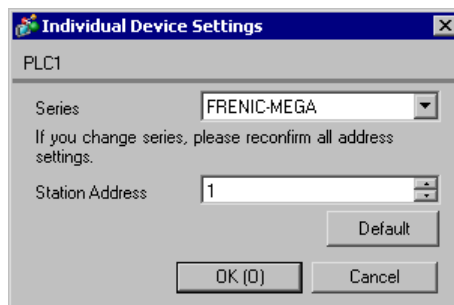 Individual Device Settings
PLC1
Series FRENIC-MEGA
If you change series, please reconfirm all address
settings.
Station Address 1
Default
OK (O) Cancel